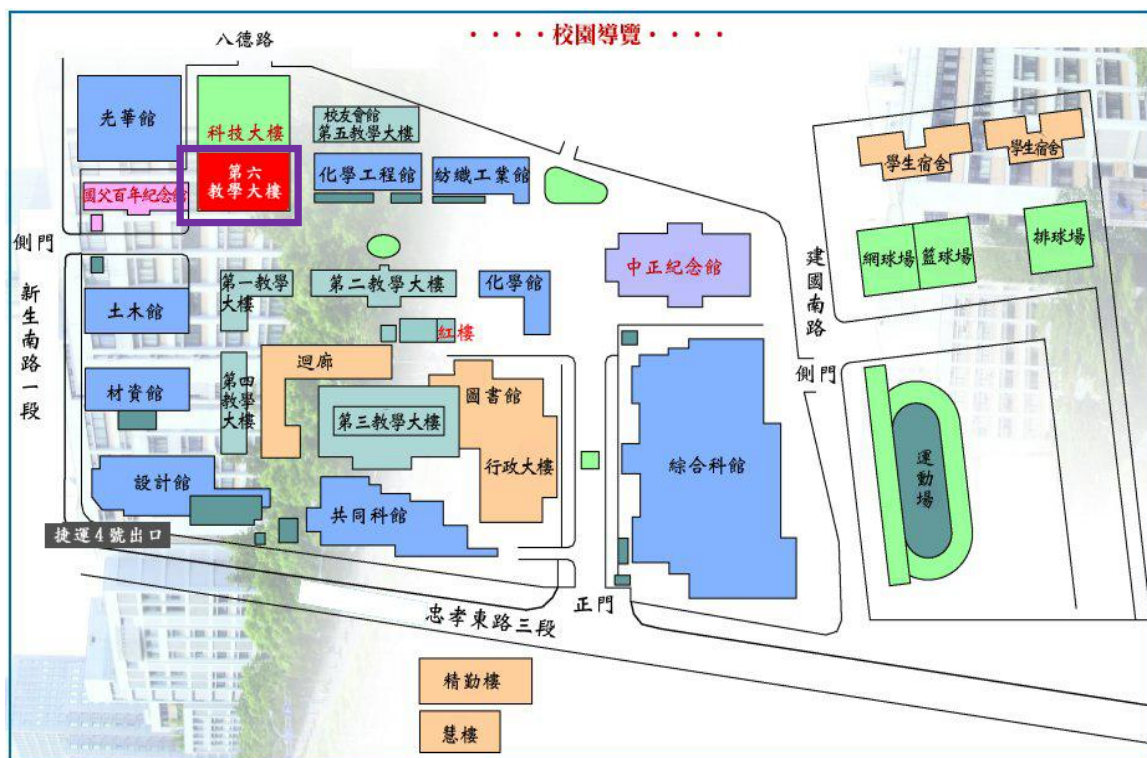 ····校園導覽····
八德路
光華館
科技大樓
校友會館
第五教學大樓
第六
教學大樓
化學工程館
紡織工業館
國父百年紀念館
學生宿舍
學生宿舍
側門
網球場
籃球場
排球場
中正紀念館
建國南路
新生南路一段
土木館
第一教學
大樓
第二教學大樓
化學館
紅樓
迴廊
側門
材資館
第四教學大樓
圖書館
第三教學大樓
行政大樓
綜合科館
運動場
設計館
共同科館
捷運4號出口
正門
忠孝東路三段
精勤樓
慧樓